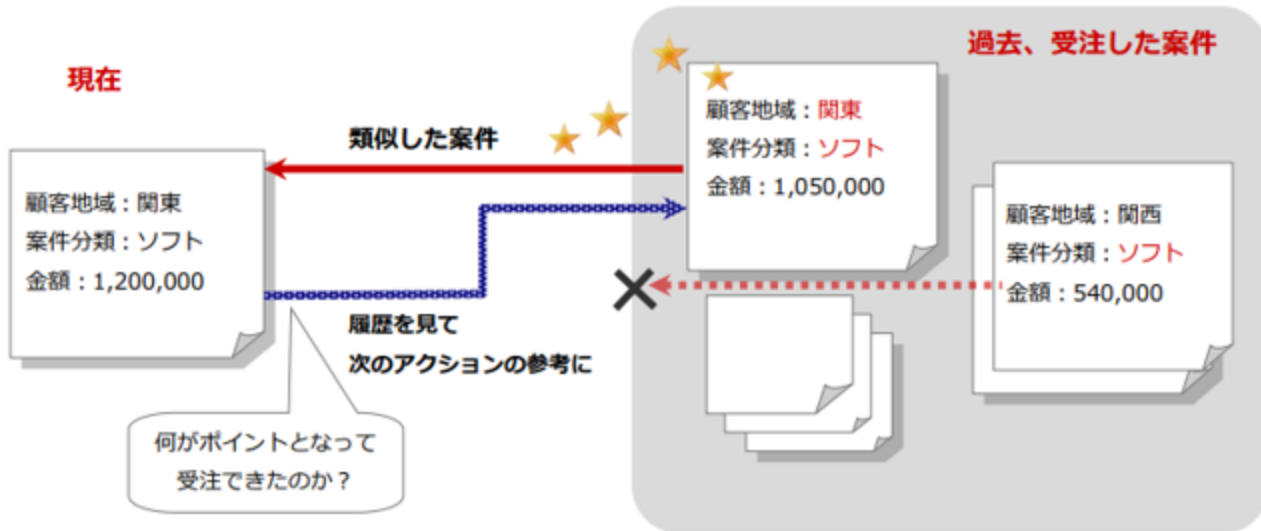 過去、受注した案件
現在
顧客地域：関東
案件分類：ソフト
金額：1,050,000
類似した案件
顧客地域：関東
案件分類：ソフト
金額：1,200,000
顧客地域：関西
案件分類：ソフト
金額：540,000
履歴を見て
次のアクションの参考に
何がポイントとなって
受注できたのか？